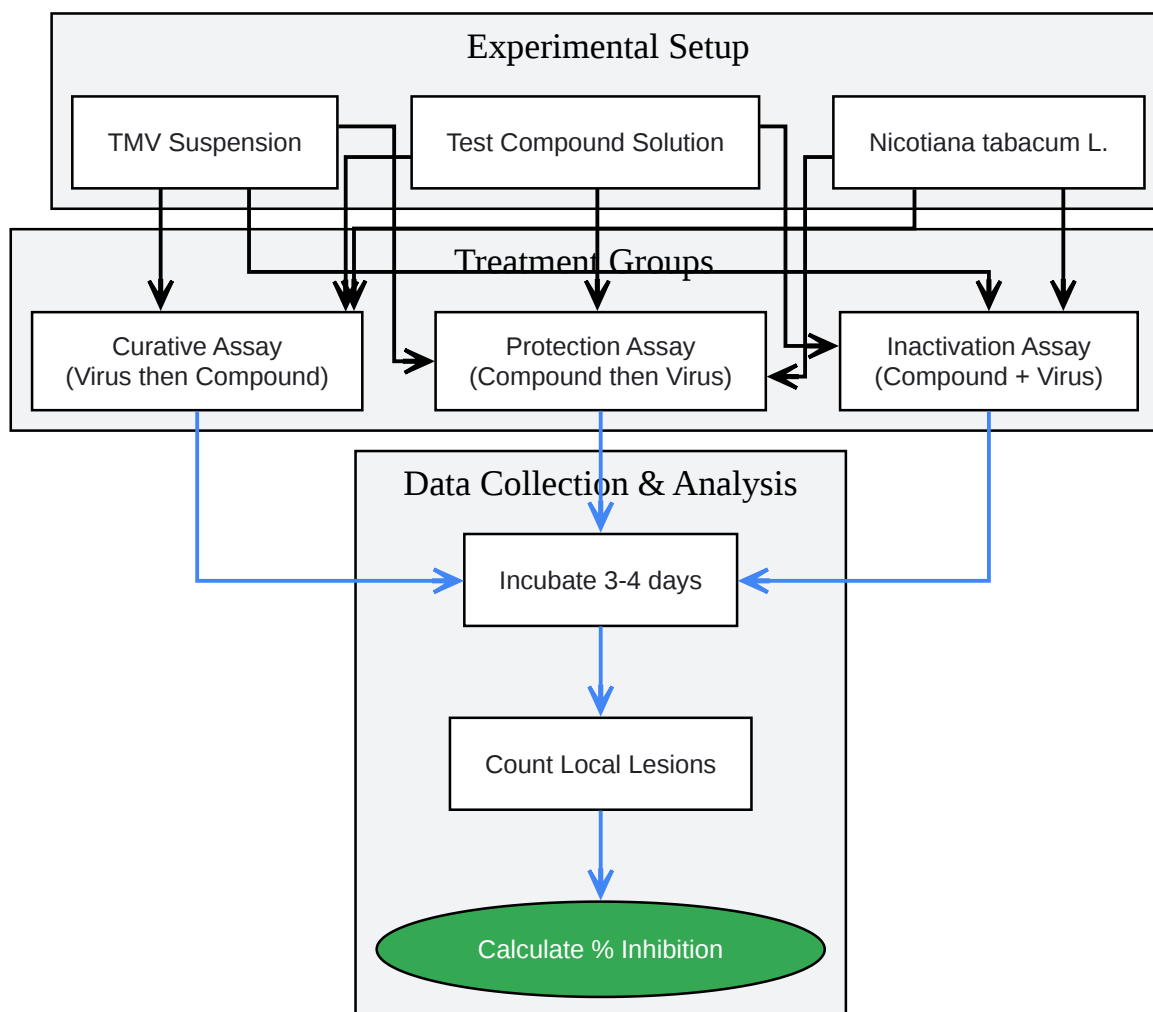 Experimental Setup
TMV Suspension
Test Compound Solution
Nicotiana tabacum L.
Treatment Groups
Curative Assay
(Virus then Compound)
Protection Assay
(Compound then Virus)
Inactivation Assay
(Compound + Virus)
Data Collection & Analysis
Incubate 3-4 days
Count Local Lesions
Calculate % Inhibition